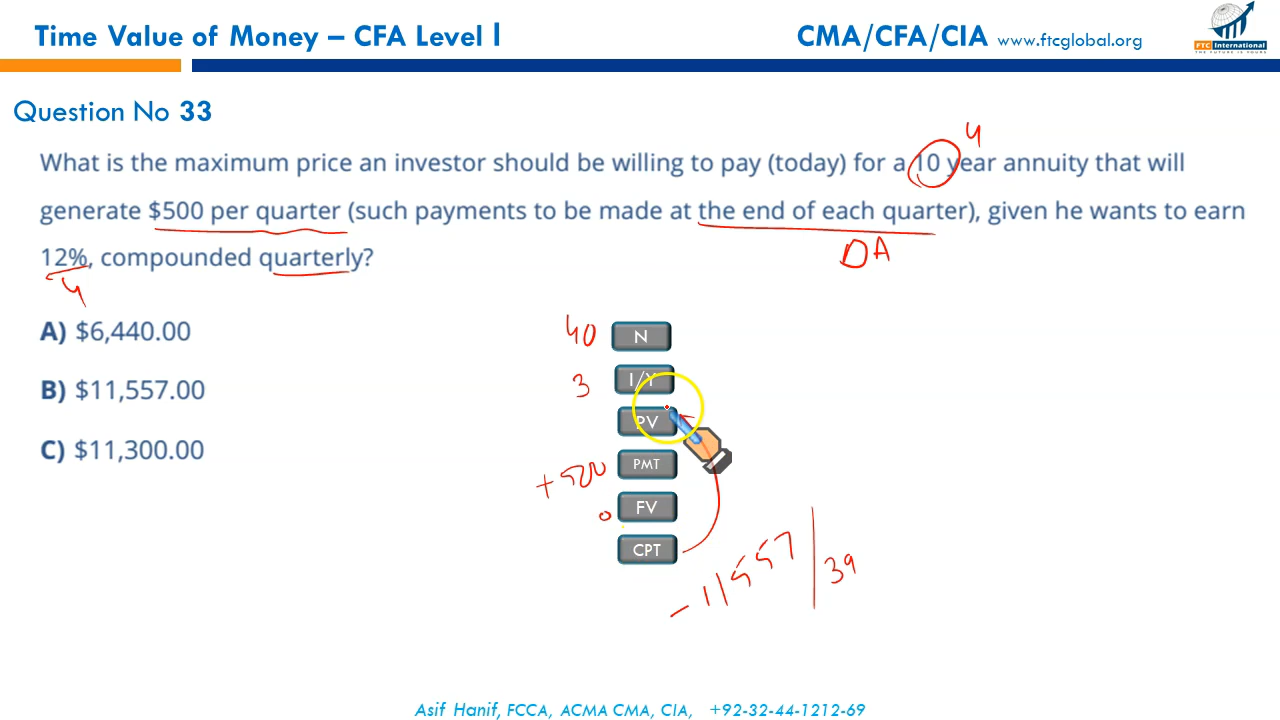 Time Value of Money – CFA Level I
CMA/CFA/CIA www.ftcglobal.org
FTC International
THE FUTURE IS YOURS
Question No 33
4
What is the maximum price an investor should be willing to pay (today) for a 10 year annuity that will
generate $500 per quarter (such payments to be made at the end of each quarter), given he wants to earn
12%, compounded quarterly?
DA
4
A) $6,440.00
B) $11,557.00
C) $11,300.00
40 N
3 I/Y
PV
+500 PMT
0 FV
CPT
-11557 | 39
Asif Hanif, FCCA, ACMA CMA, CIA, +92-32-44-1212-69